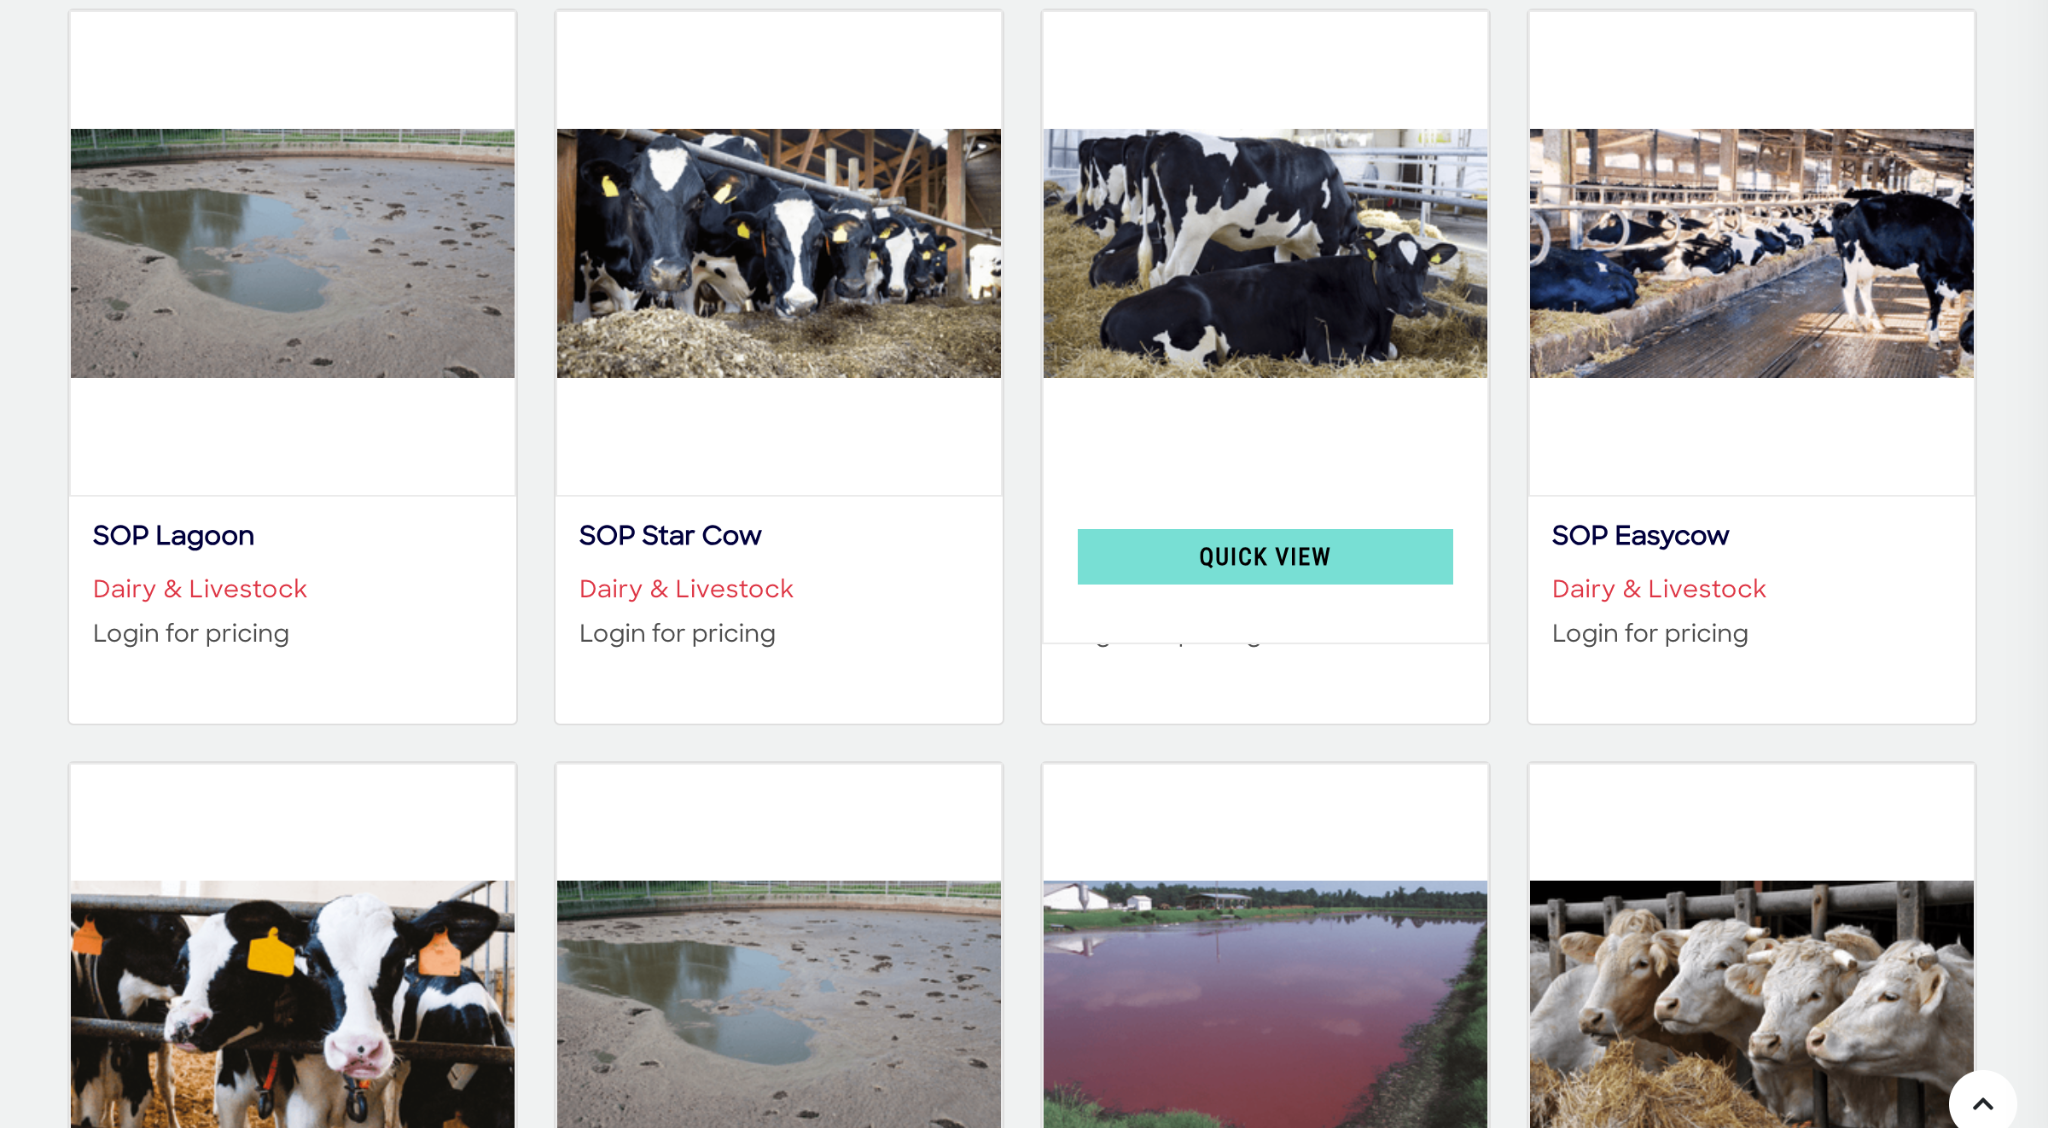 SOP Lagoon
Dairy & Livestock
Login for pricing
SOP Star Cow
Dairy & Livestock
Login for pricing
QUICK VIEW
SOP Easycow
Dairy & Livestock
Login for pricing